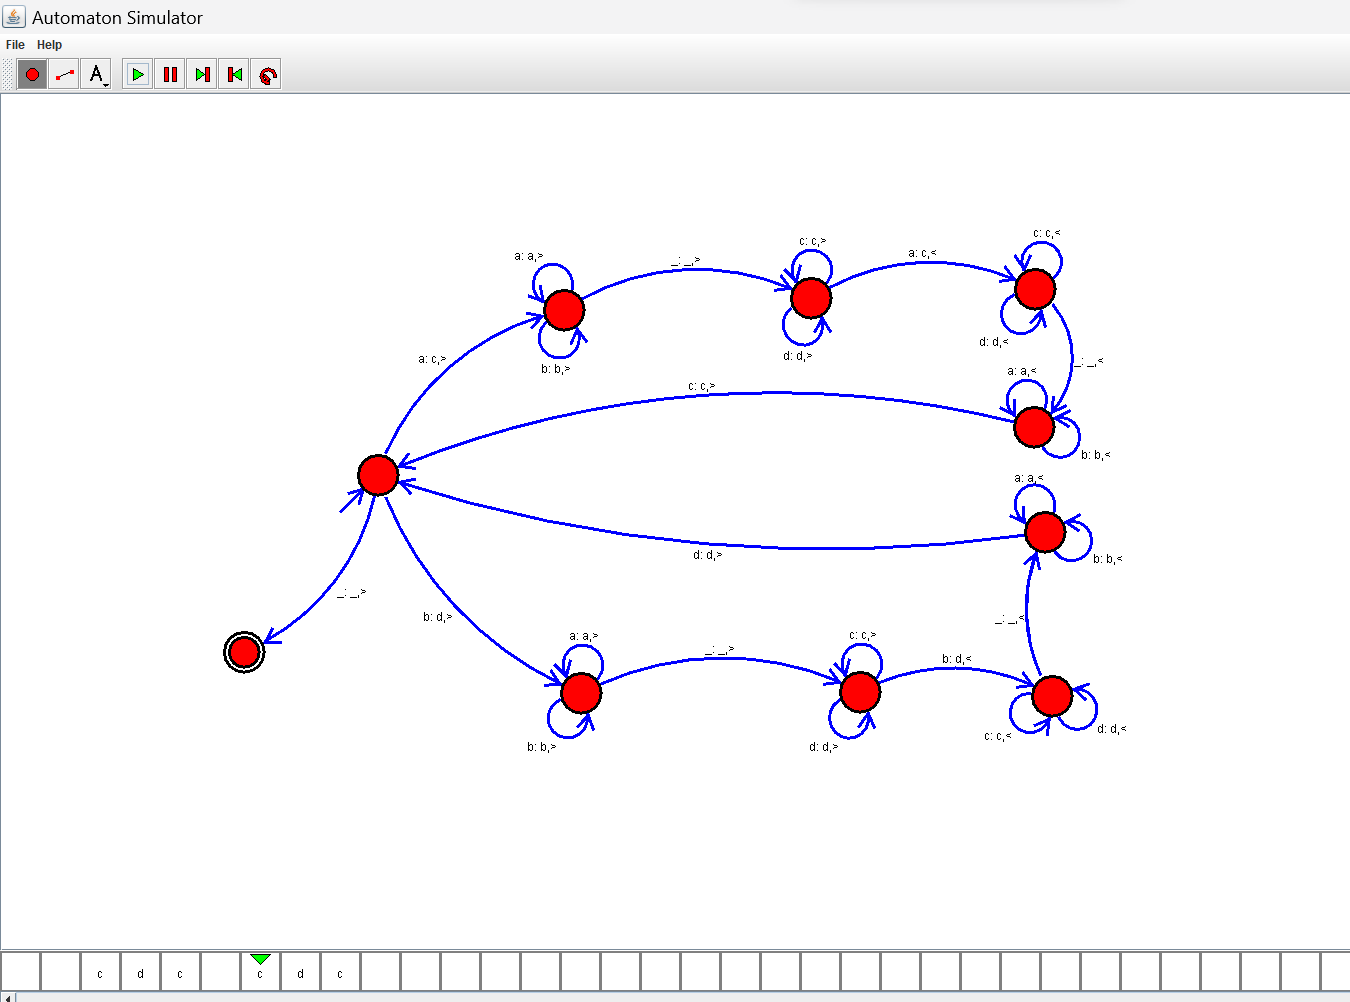 Automaton Simulator
File Help
A
c: c,>
c: c,<
a: a,>
_: _,>
a: c,<
d: d,<
a: c,>
d: d,>
_: _,<
b: b,>
a: a,<
c: c,>
b: b,<
a: a,<
d: d,>
b: b,<
_: _,>
b: d,>
_: _,<
a: a,>
c: c,>
_: _,>
b: d,<
d: d,<
c: c,<
b: b,>
d: d,>
c d c c d c